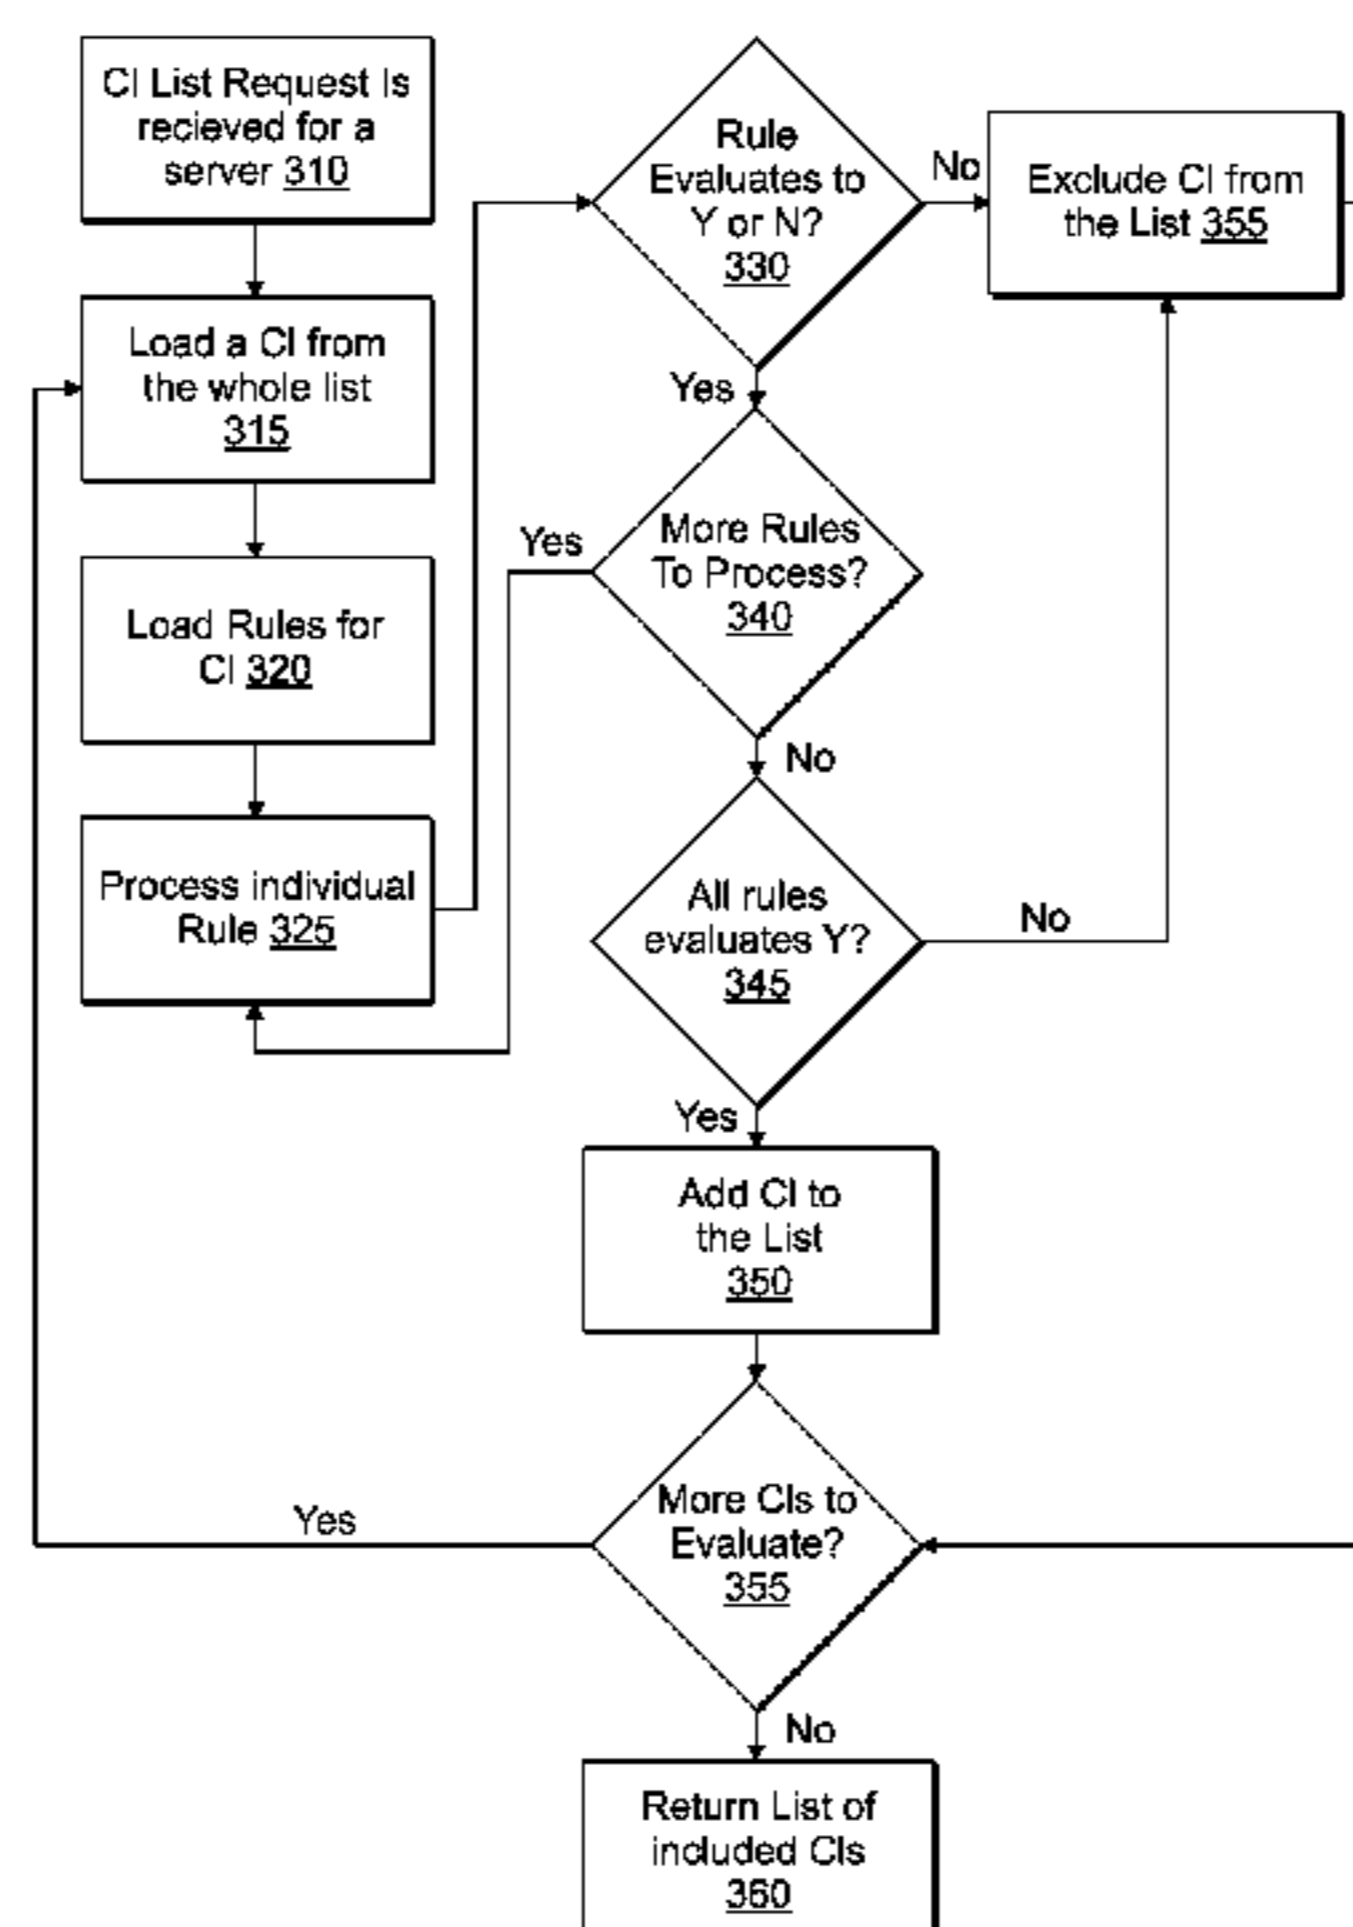 CI List Request Is
recieved for a
server 310
Load a CI from
the whole list
315
Load Rules for
CI 320
Process individual
Rule 325
Rule
Evaluates to
Y or N?
330
No
Exclude CI from
the List 355
Yes
More Rules
To Process?
340
Yes
No
All rules
evaluates Y?
345
No
Yes
Add CI to
the List
350
More CIs to
Evaluate?
355
Yes
No
Return List of
included CIs
360